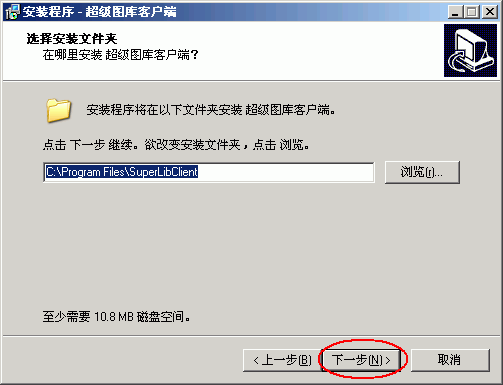 安装程序 - 超级图库客户端
选择安装文件夹
在哪里安装 超级图库客户端？
安装程序将在以下文件夹安装 超级图库客户端。
点击 下一步 继续。欲改变安装文件夹，点击 浏览。
C:\Program Files\SuperLibClient
浏览(r)...
至少需要 10.8 MB 磁盘空间。
< 上一步(B)
下一步(N) >
取消